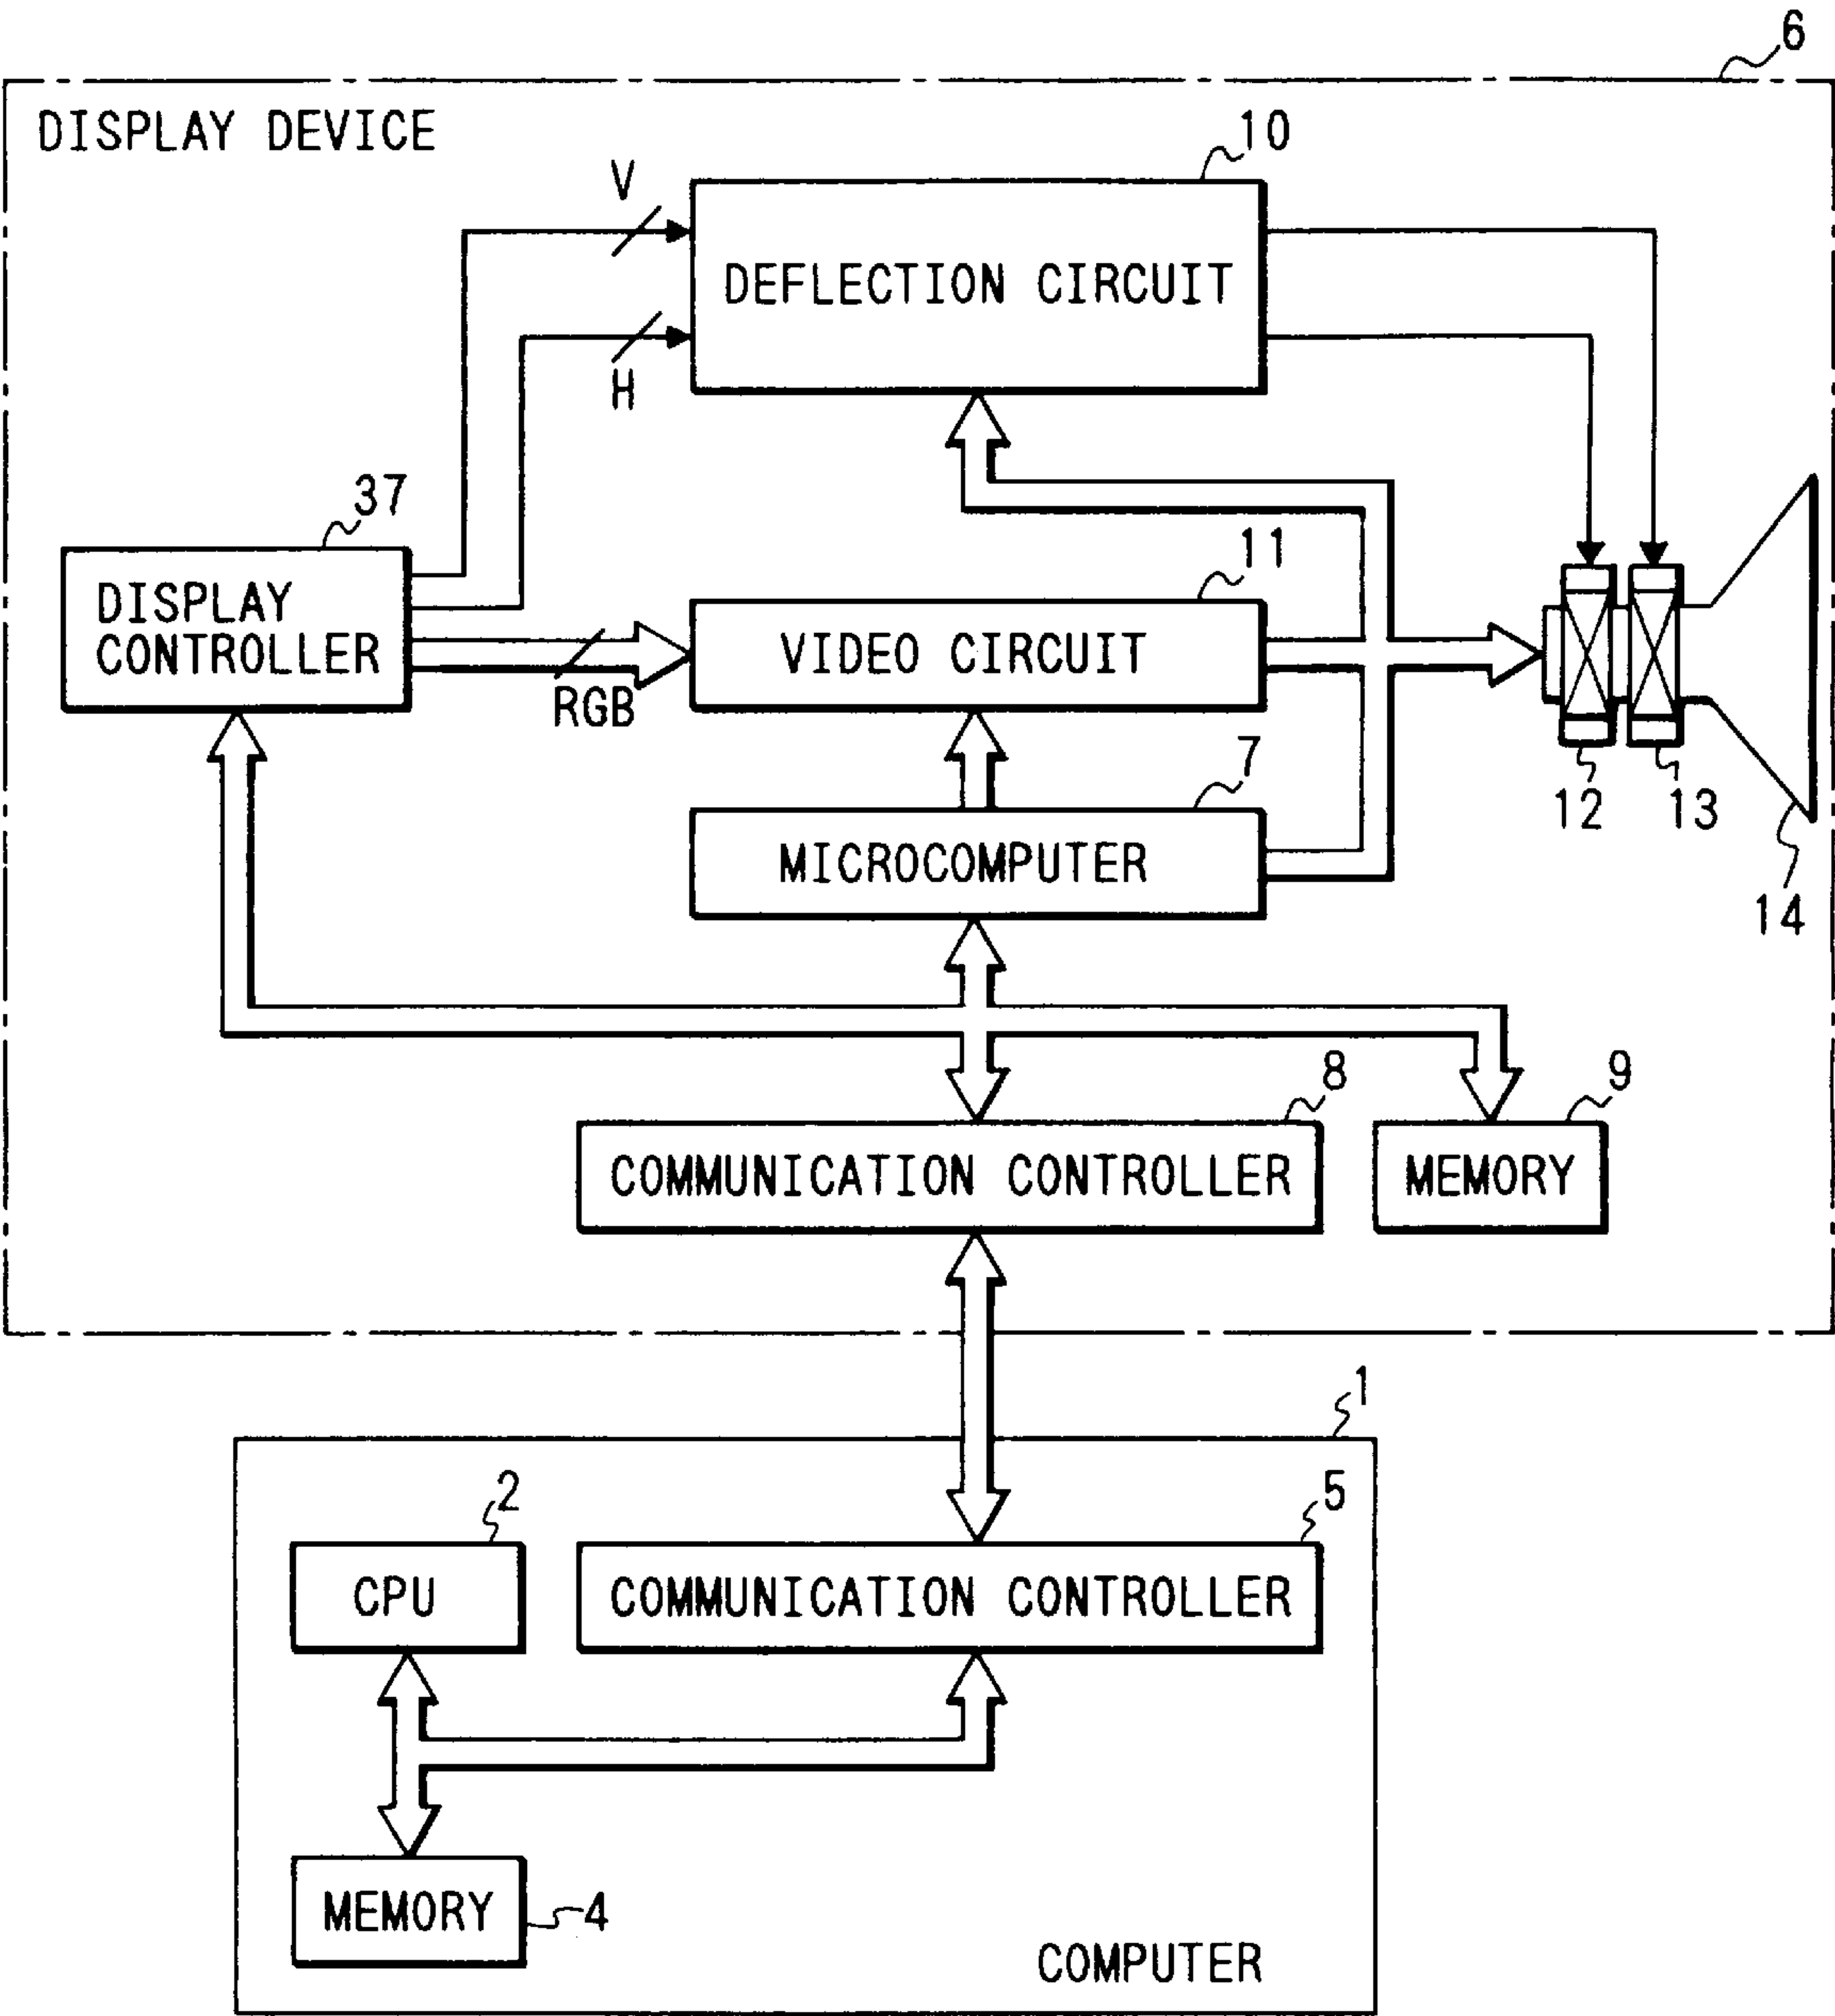 6
DISPLAY DEVICE
10
V
DEFLECTION CIRCUIT
H
37
11
DISPLAY
CONTROLLER
VIDEO CIRCUIT
RGB
7
12
13
MICROCOMPUTER
14
8
9
COMMUNICATION CONTROLLER
MEMORY
1
2
5
CPU
COMMUNICATION CONTROLLER
MEMORY
4
COMPUTER